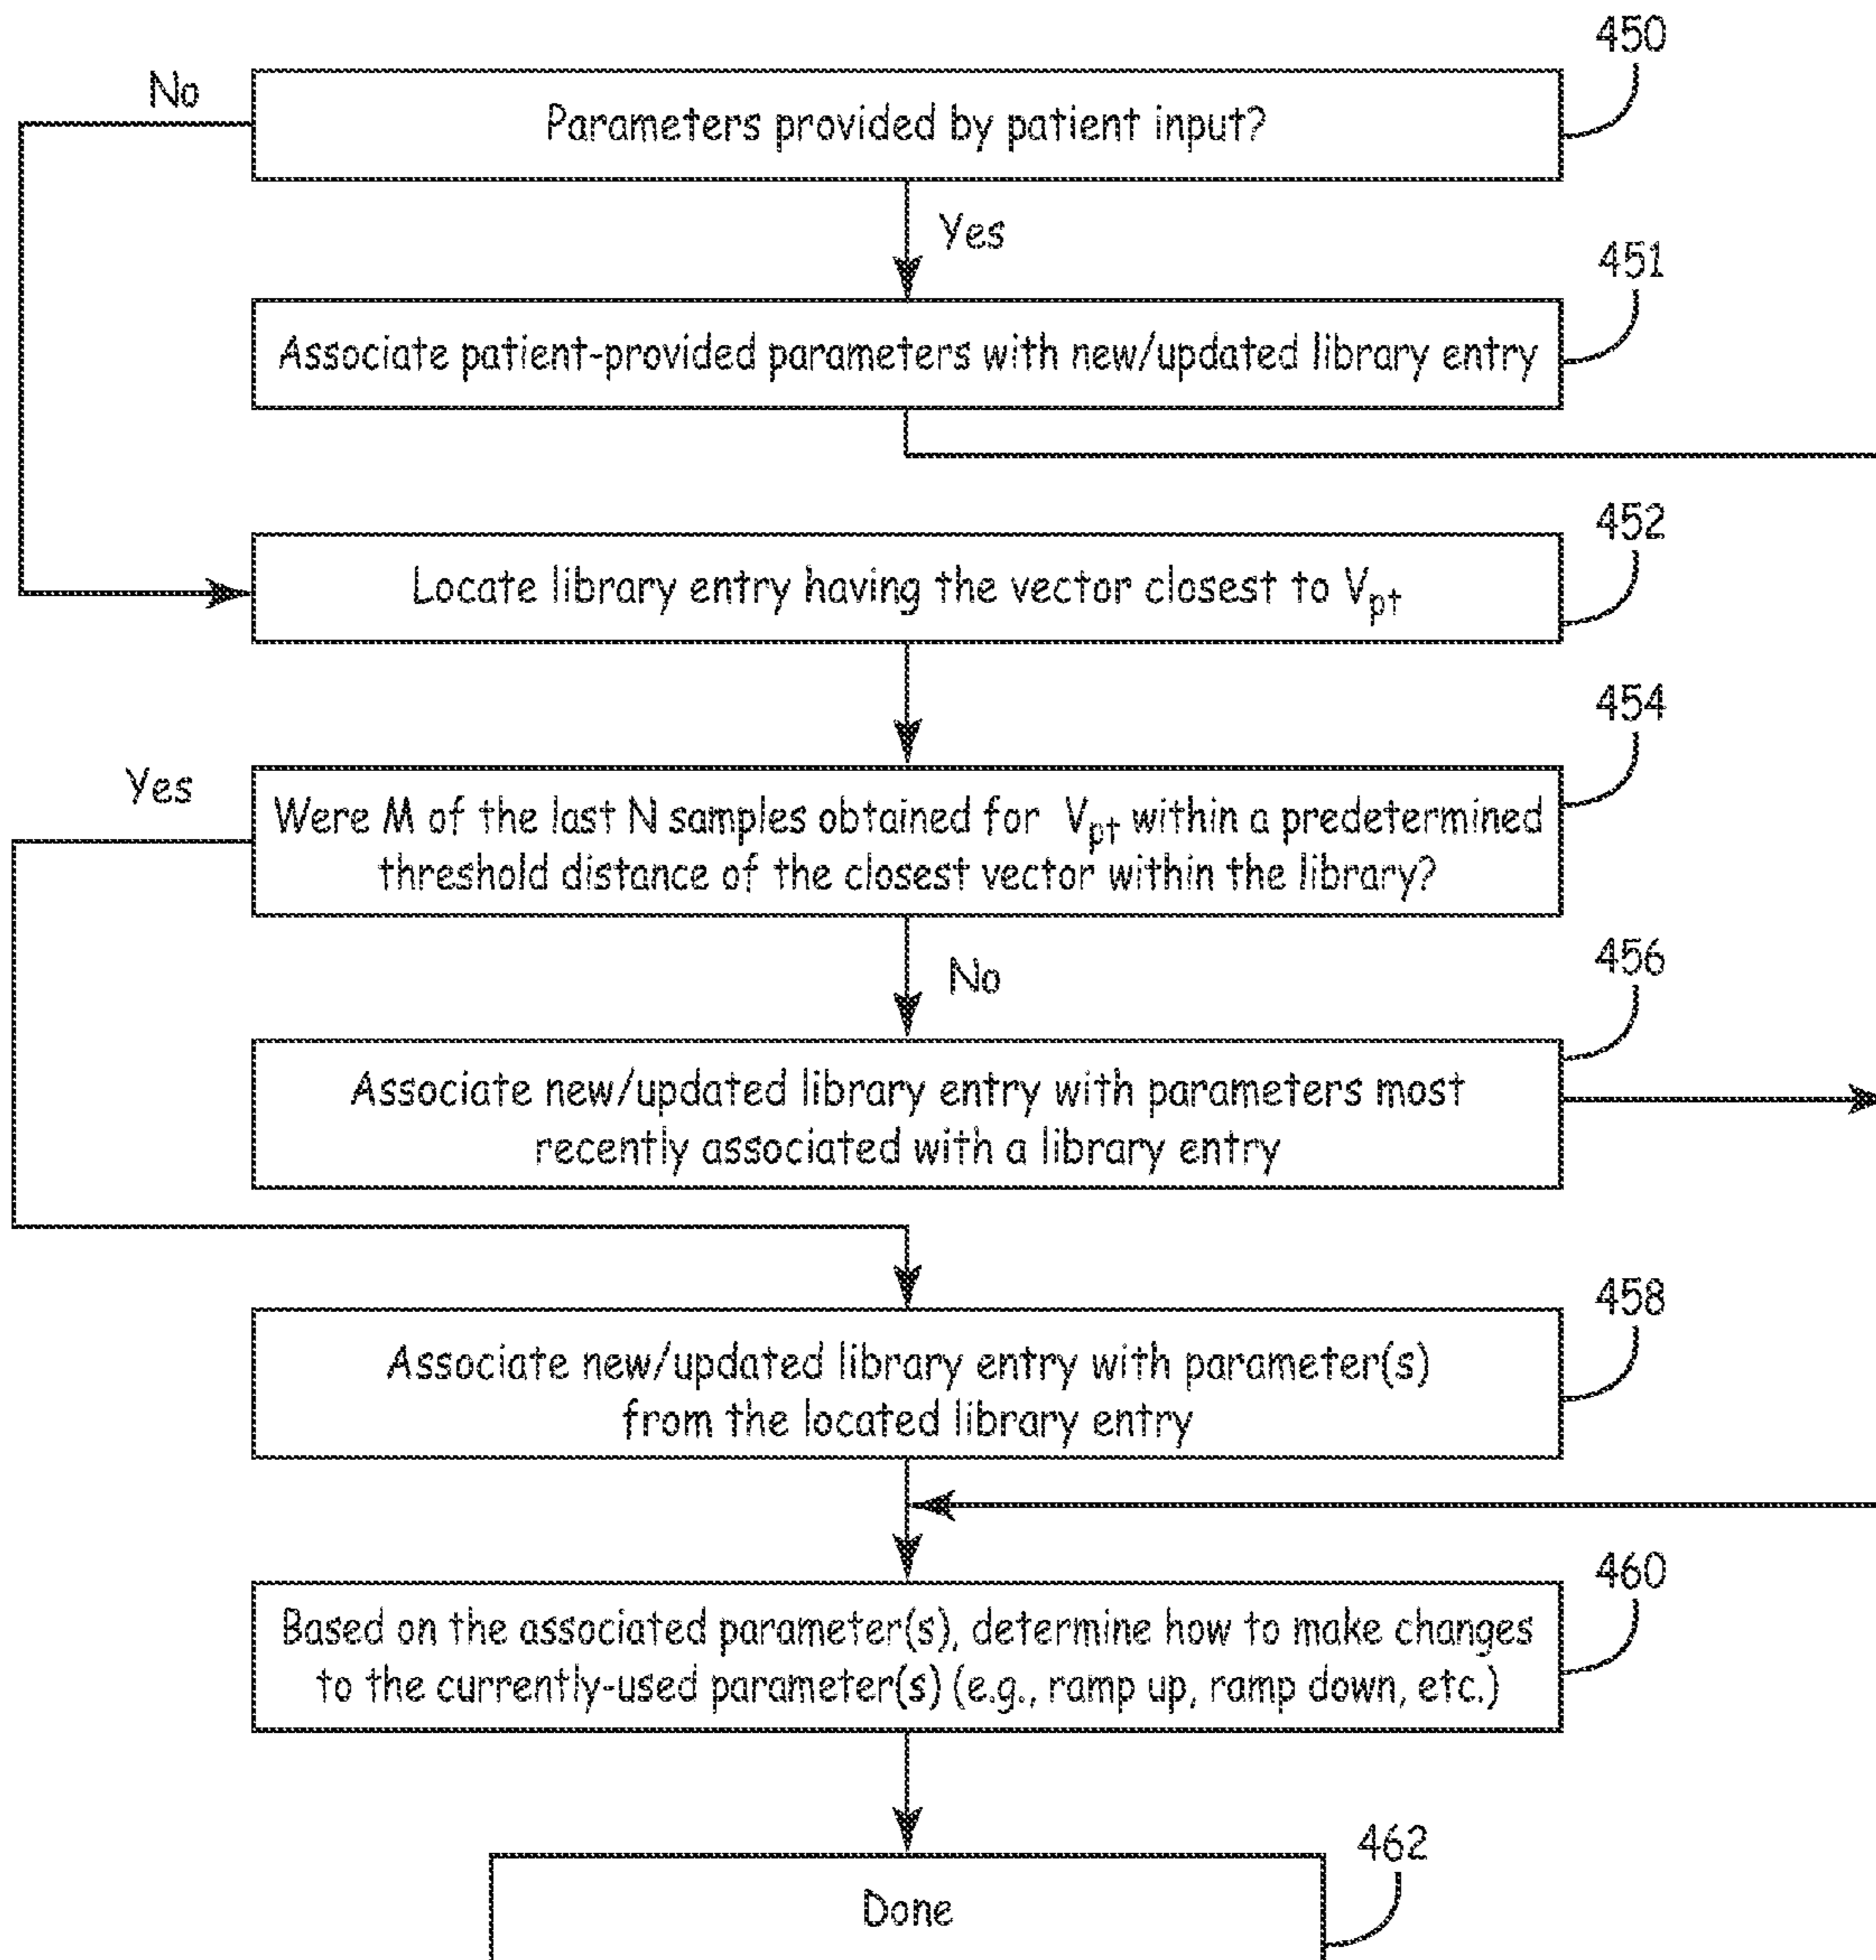 450
No
Parameters provided by patient input?
Yes
451
Associate patient-provided parameters with new/updated library entry
452
Locate library entry having the vector closest to Vpt
454
Yes
Were M of the last N samples obtained for Vpt within a predetermined
threshold distance of the closest vector within the library?
No
456
Associate new/updated library entry with parameters most
recently associated with a library entry
458
Associate new/updated library entry with parameter(s)
from the located library entry
460
Based on the associated parameter(s), determine how to make changes
to the currently-used parameter(s) (e.g., ramp up, ramp down, etc.)
462
Done